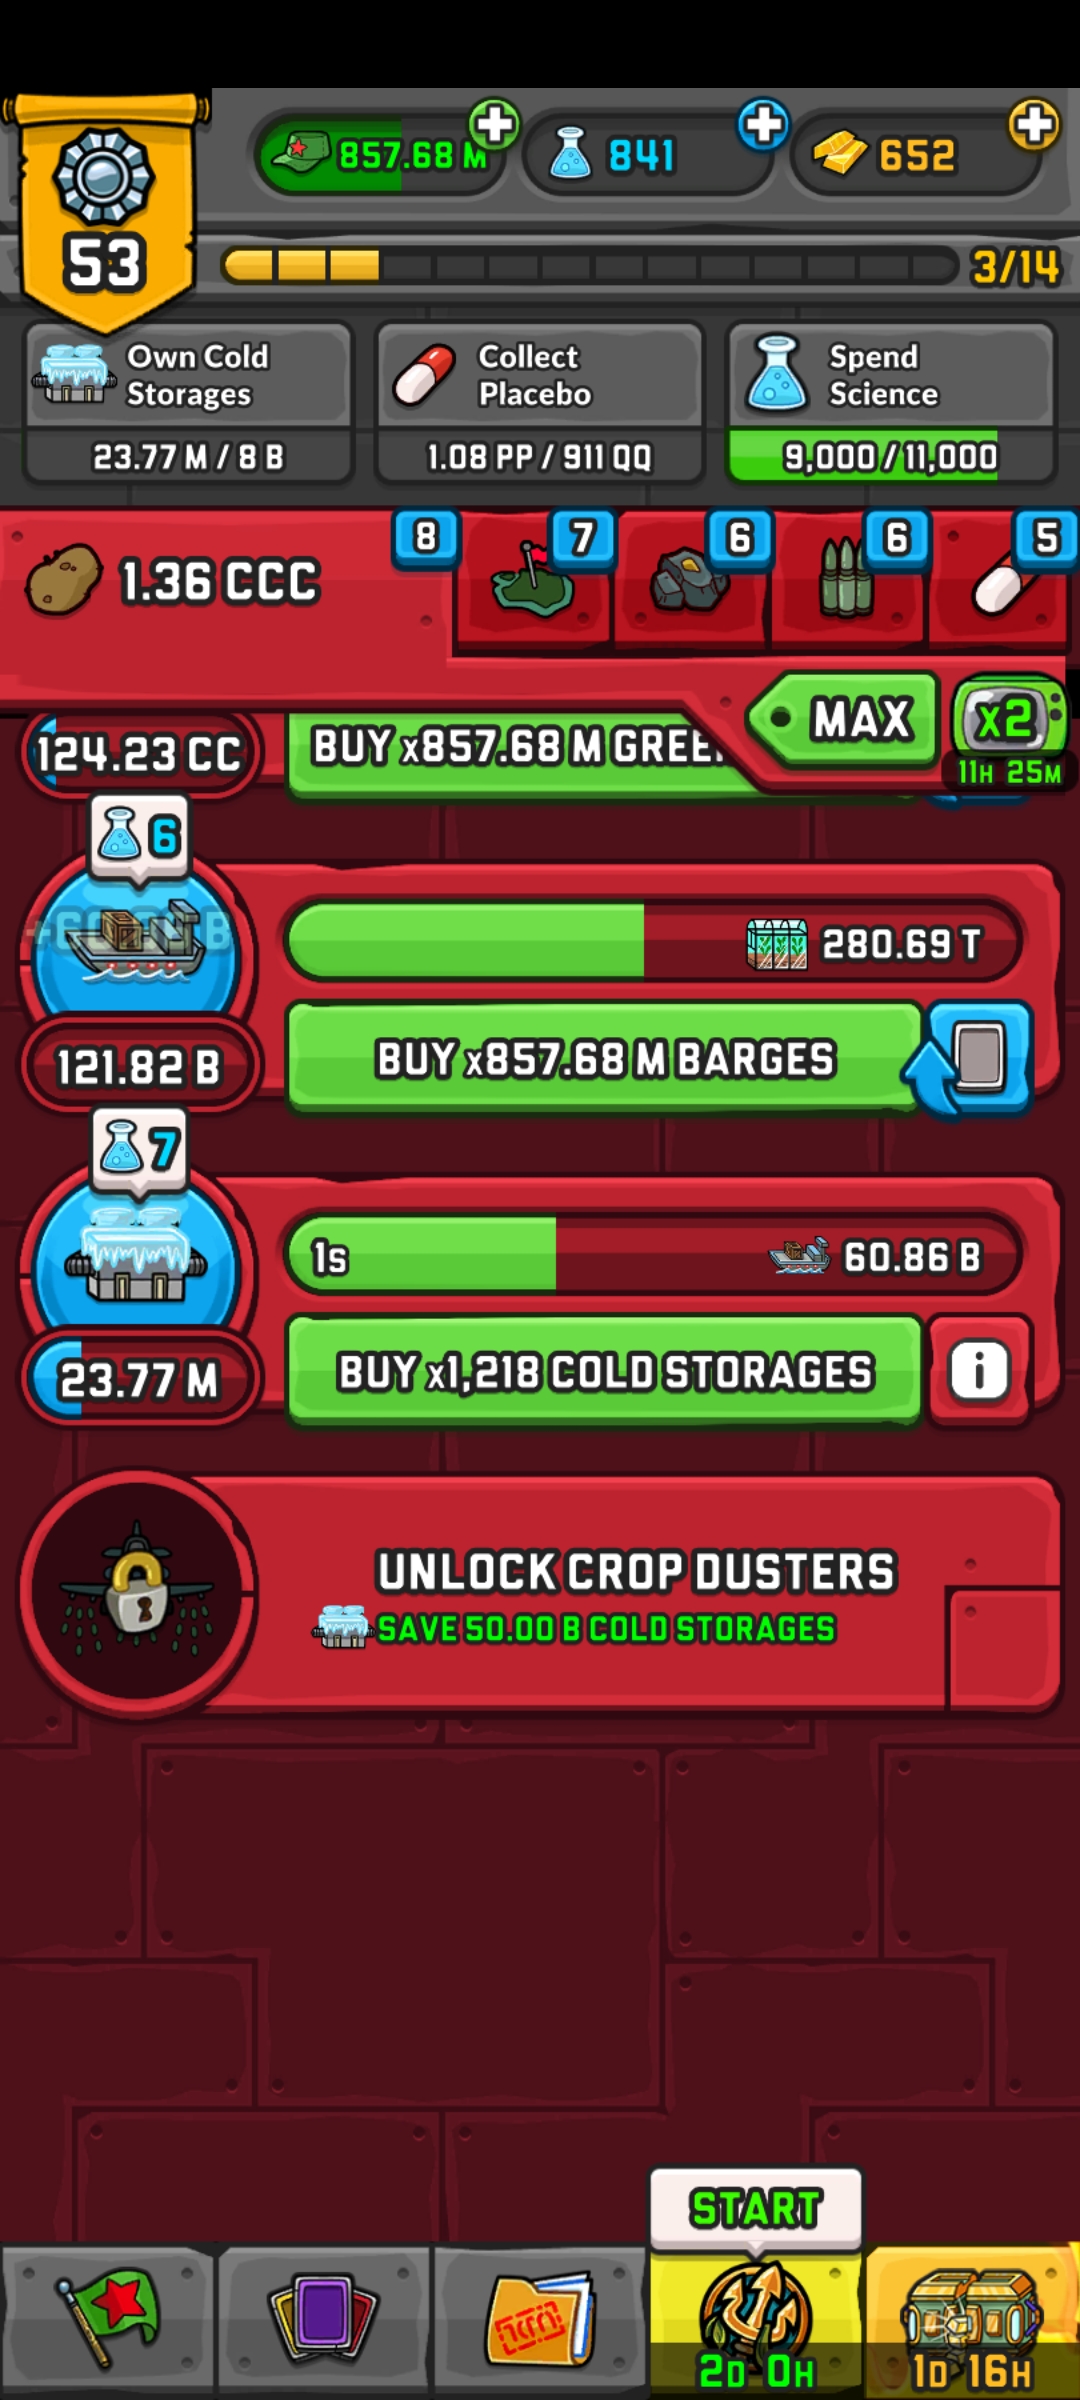 857.68 M
841
652
53
3/14
Own Cold
Storages
23.77 M / 8 B
Collect
Placebo
1.08 PP / 911 QQ
Spend
Science
9,000 / 11,000
1.36 CCC
8
7
6
6
5
MAX
x2
11H 25M
124.23 CC
BUY x857.68 M GREE
6
280.69 T
121.82 B
BUY x857.68 M BARGES
7
1s
60.86 B
23.77 M
BUY x1,218 COLD STORAGES
i
UNLOCK CROP DUSTERS
SAVE 50.00 B COLD STORAGES
START
2D 0H
1D 16H